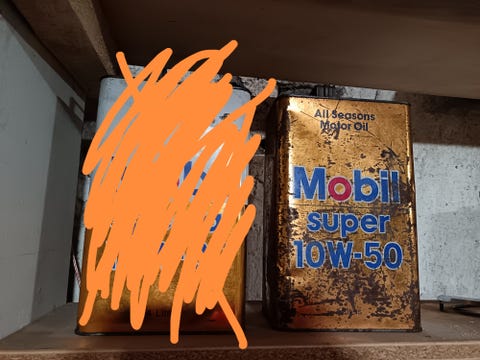 All Seasons
Motor Oil
Mobil
super
10W-50